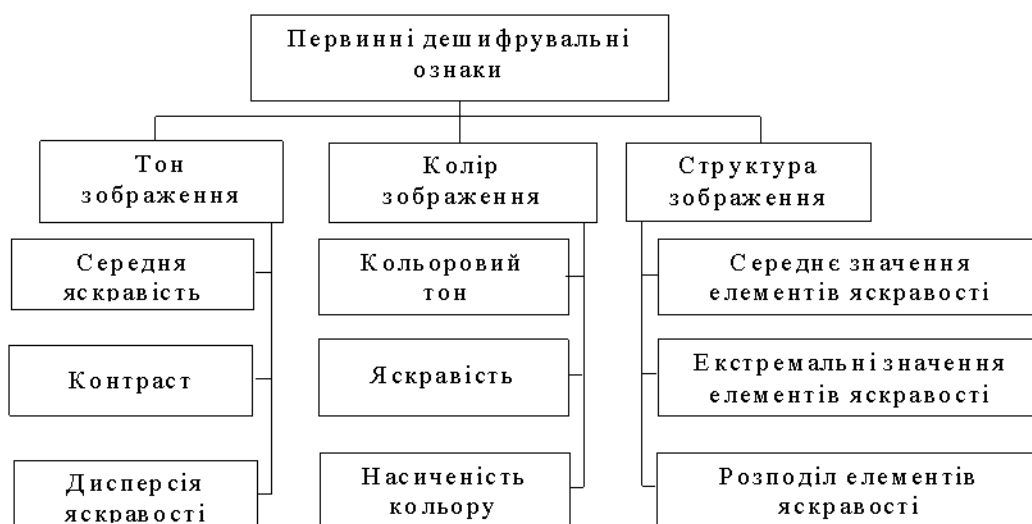 Первинні дешифрувальні
ознаки
Тон
зображення
Колір
зображення
Структура
зображення
Середня
яскравість
Кольоровий
тон
Середнє значення
елементів яскравості
Контраст
Яскравість
Екстремальні значення
елементів яскравості
Дисперсія
яскравості
Насиченість
кольору
Розподіл елементів
яскравості